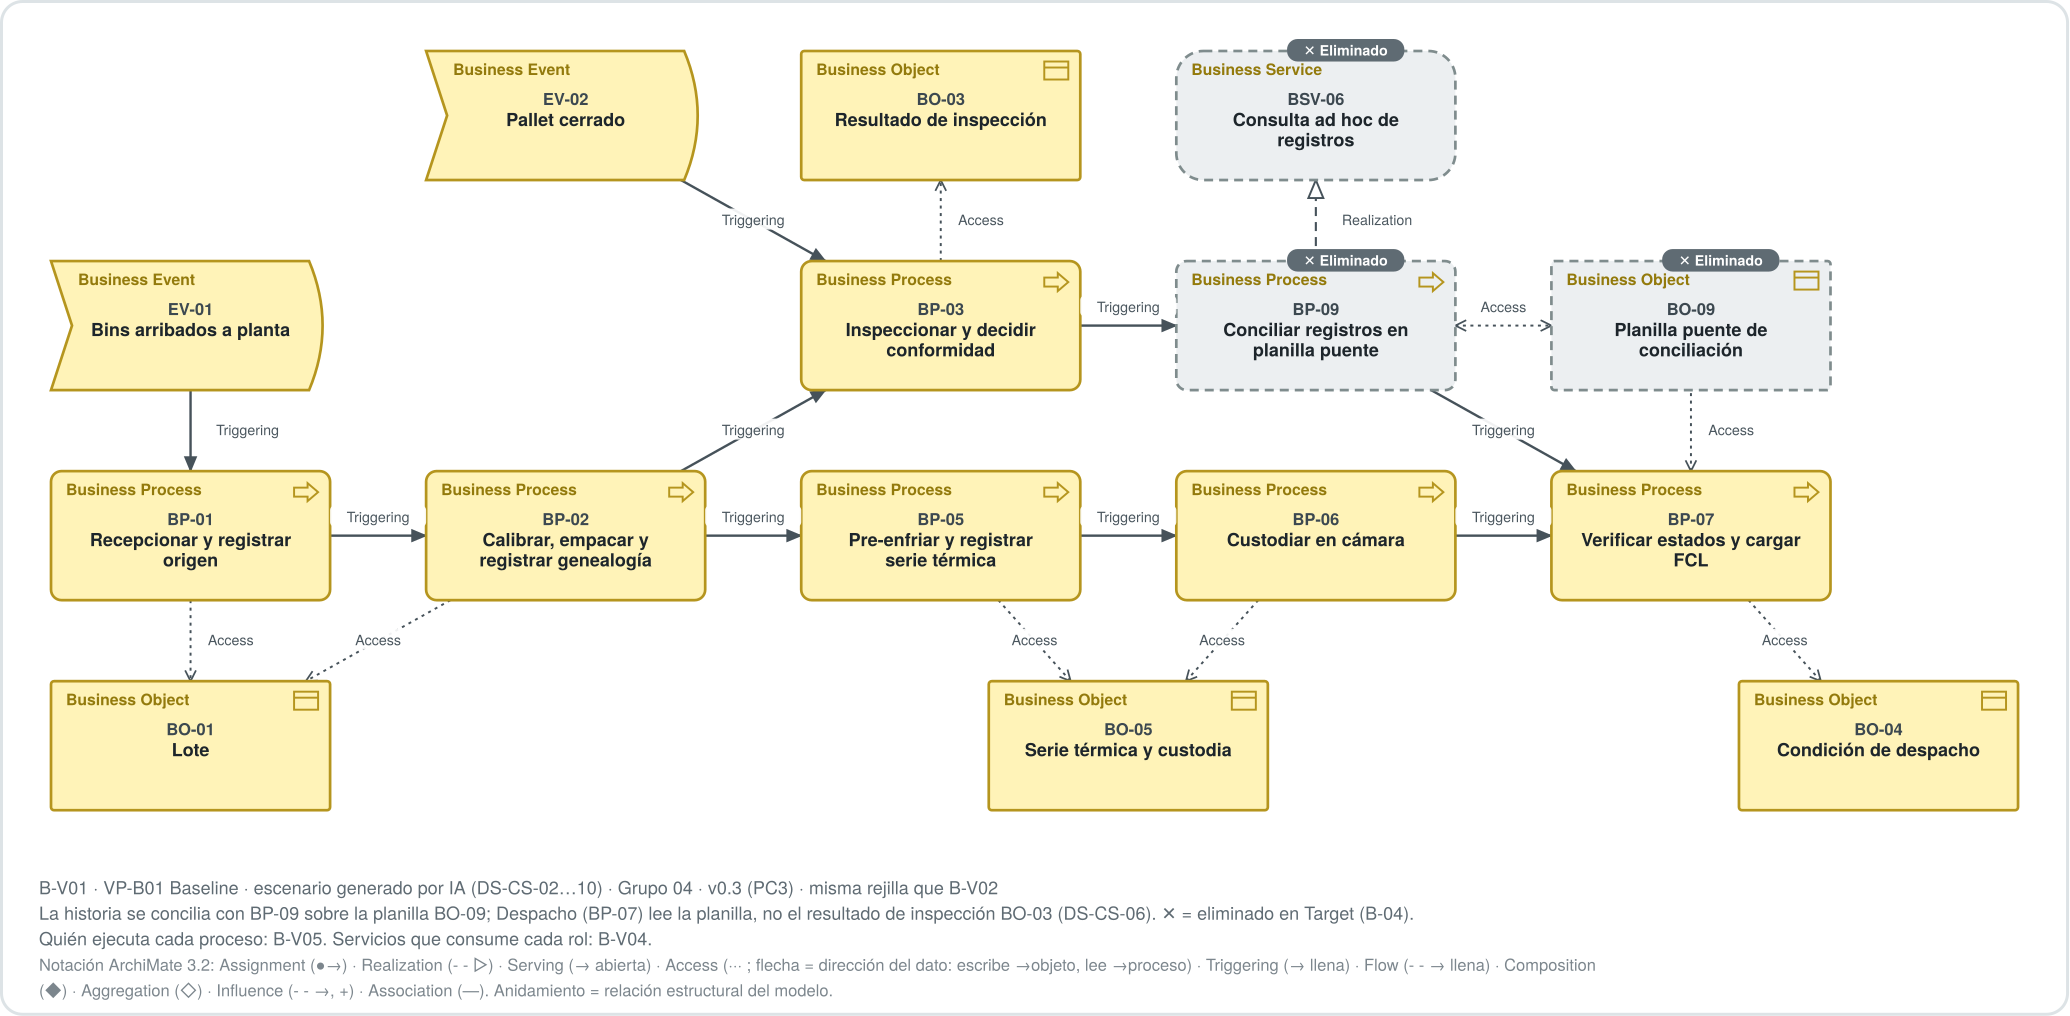 Business Event
EV-02
Pallet cerrado
Business Object
BO-03
Resultado de inspección
✕ Eliminado
Business Service
BSV-06
Consulta ad hoc de
registros
Triggering
Access
Realization
Business Event
EV-01
Bins arribados a planta
Business Process
BP-03
Inspeccionar y decidir
conformidad
Triggering
✕ Eliminado
Business Process
BP-09
Conciliar registros en
planilla puente
Access
✕ Eliminado
Business Object
BO-09
Planilla puente de
conciliación
Triggering
Triggering
Triggering
Access
Business Process
BP-01
Recepcionar y registrar
origen
Triggering
Business Process
BP-02
Calibrar, empacar y
registrar genealogía
Triggering
Business Process
BP-05
Pre-enfriar y registrar
serie térmica
Triggering
Business Process
BP-06
Custodiar en cámara
Triggering
Business Process
BP-07
Verificar estados y cargar
FCL
Access
Access
Access
Access
Access
Business Object
BO-01
Lote
Business Object
BO-05
Serie térmica y custodia
Business Object
BO-04
Condición de despacho
B-V01 · VP-B01 Baseline · escenario generado por IA (DS-CS-02…10) · Grupo 04 · v0.3 (PC3) · misma rejilla que B-V02
La historia se concilia con BP-09 sobre la planilla BO-09; Despacho (BP-07) lee la planilla, no el resultado de inspección BO-03 (DS-CS-06). ✕ = eliminado en Target (B-04).
Quién ejecuta cada proceso: B-V05. Servicios que consume cada rol: B-V04.
Notación ArchiMate 3.2: Assignment (●→) · Realization (- - ▷) · Serving (→ abierta) · Access (··· ; flecha = dirección del dato: escribe →objeto, lee →proceso) · Triggering (→ llena) · Flow (- - → llena) · Composition
(◆) · Aggregation (◇) · Influence (- - →, +) · Association (—). Anidamiento = relación estructural del modelo.